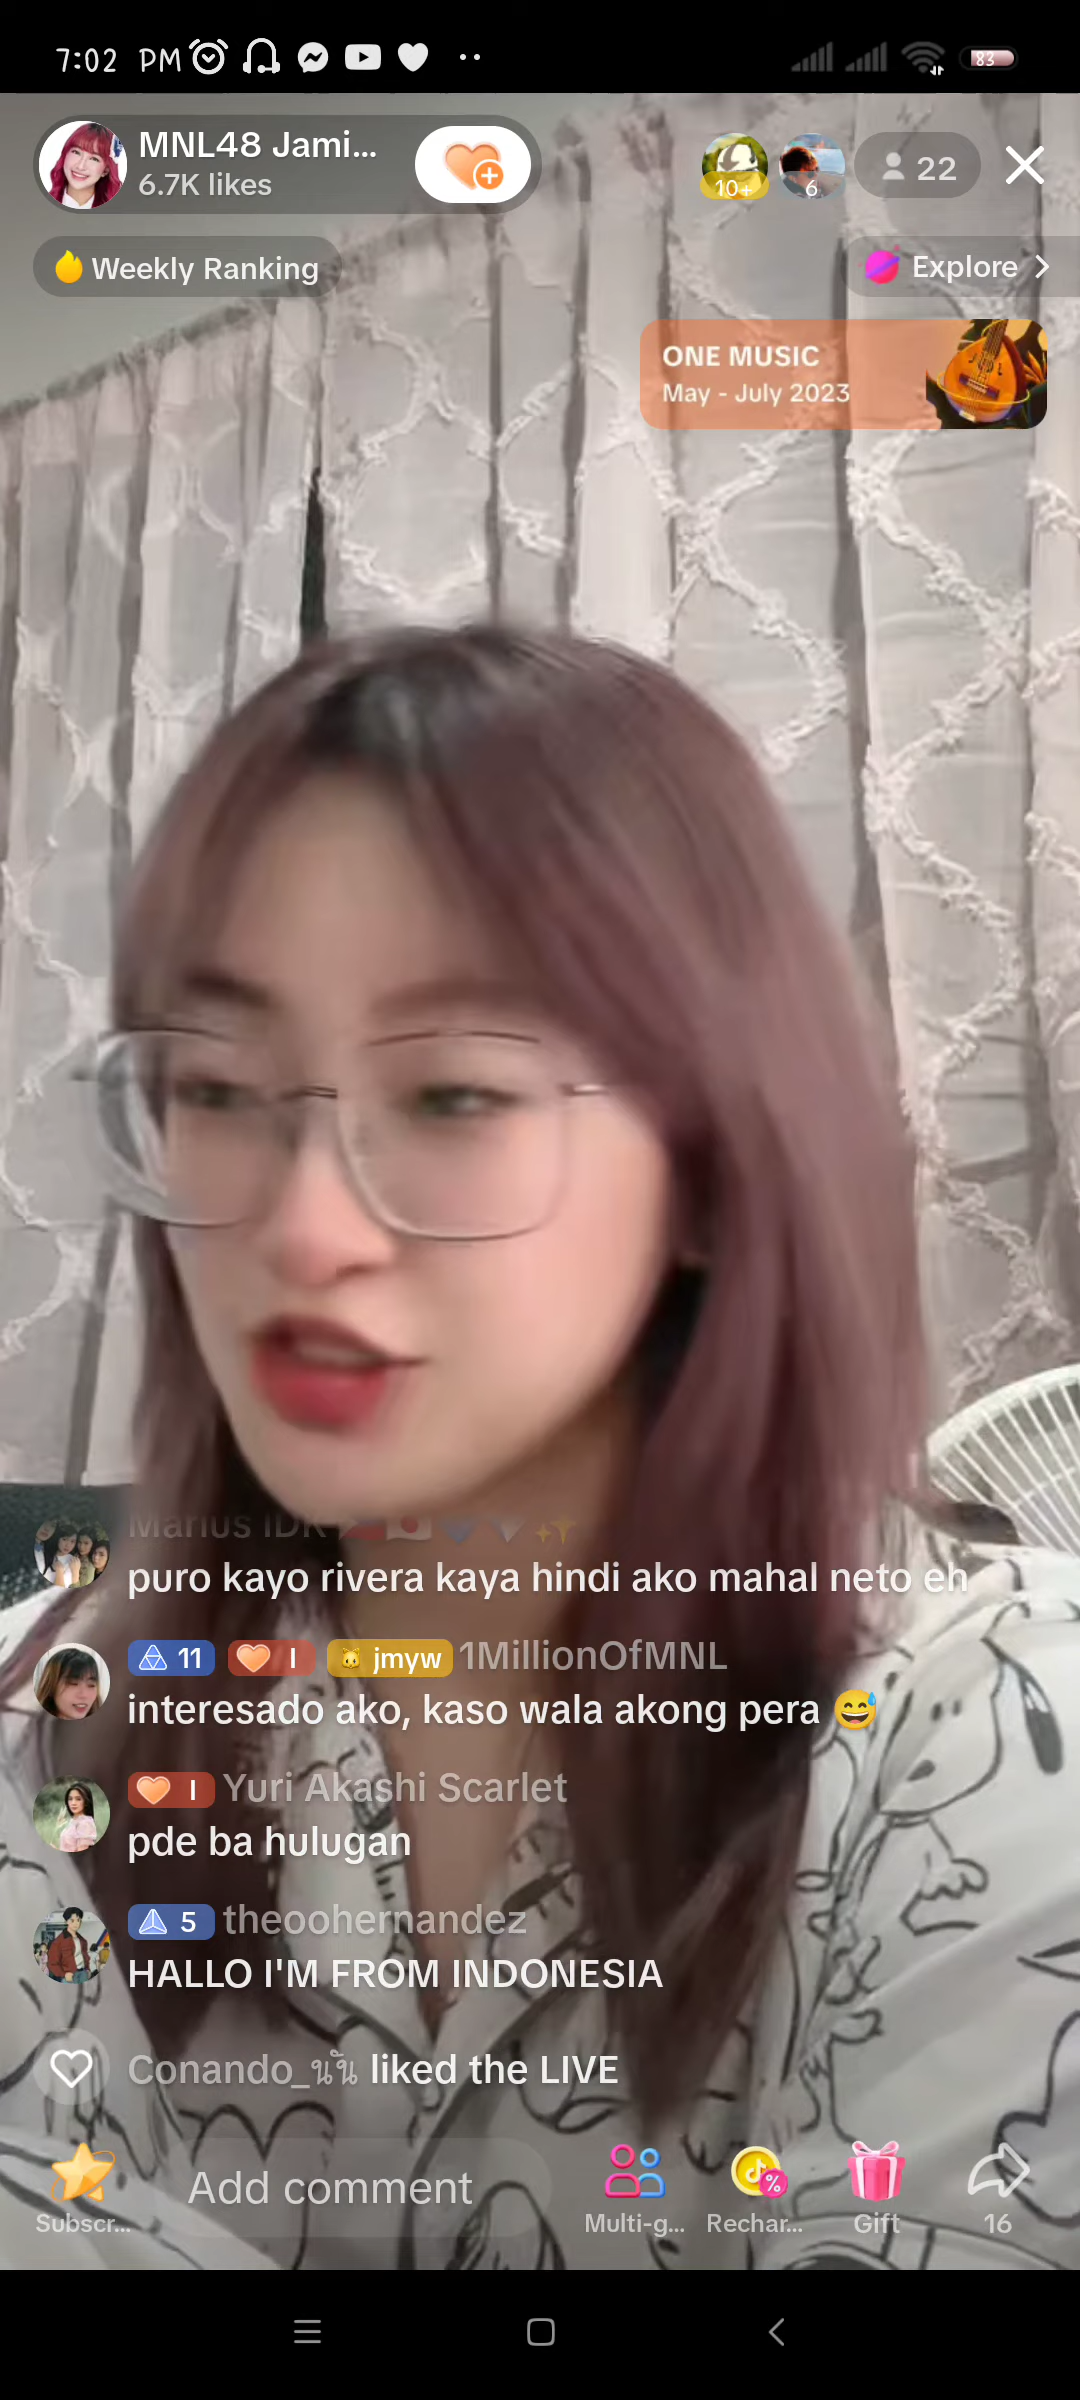 7:02 PM
83
MNL48 Jami...
6.7K likes
10+
6
22
Weekly Ranking
Explore
ONE MUSIC
May - July 2023
Marius IDK
puro kayo rivera kaya hindi ako mahal neto eh
11 I jmyw 1MillionOfMNL
interesado ako, kaso wala akong pera 😅
I Yuri Akashi Scarlet
pde ba hulugan
5 theoohernandez
HALLO I'M FROM INDONESIA
Conando_นัน liked the LIVE
Add comment
Subscr...
Multi-g...
Rechar...
Gift
16